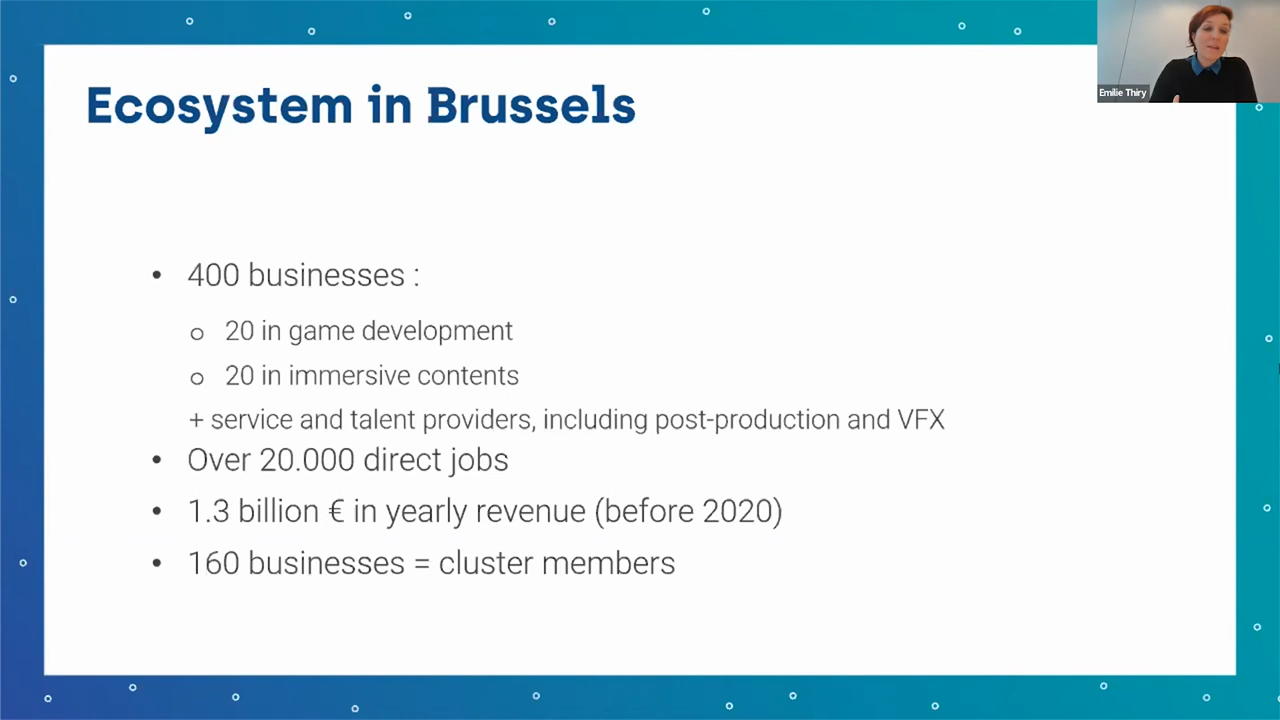 Ecosystem in Brussels
Emilie Thiry
• 400 businesses :
o 20 in game development
o 20 in immersive contents
+ service and talent providers, including post-production and VFX
• Over 20.000 direct jobs
• 1.3 billion € in yearly revenue (before 2020)
• 160 businesses = cluster members